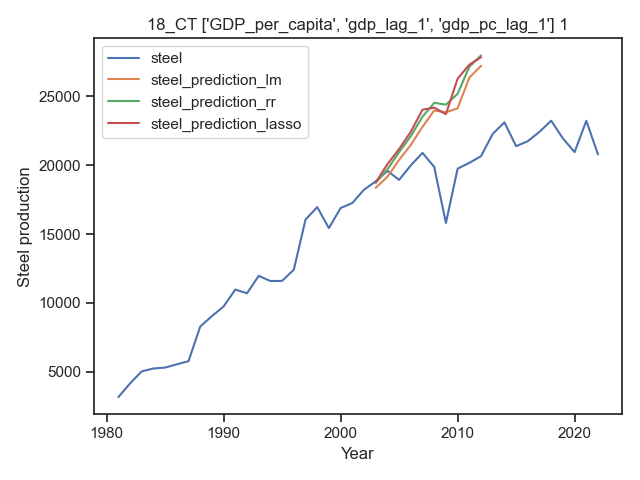 18_CT ['GDP_per_capita', 'gdp_lag_1', 'gdp_pc_lag_1'] 1
steel
steel_prediction_lm
steel_prediction_rr
steel_prediction_lasso
Steel production
25000
20000
15000
10000
5000
1980
1990
2000
2010
2020
Year